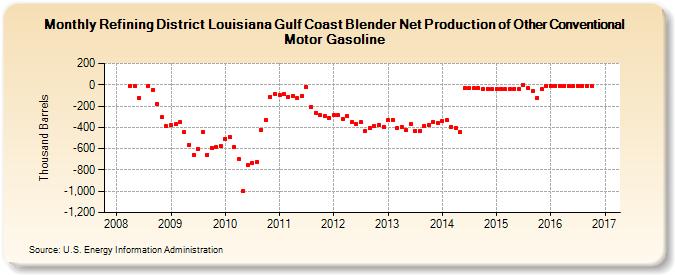 Monthly Refining District Louisiana Gulf Coast Blender Net Production of Other Conventional
Motor Gasoline
Thousand Barrels
200
0
-200
-400
-600
-800
-1,000
-1,200
2008 2009 2010 2011 2012 2013 2014 2015 2016 2017
Source: U.S. Energy Information Administration